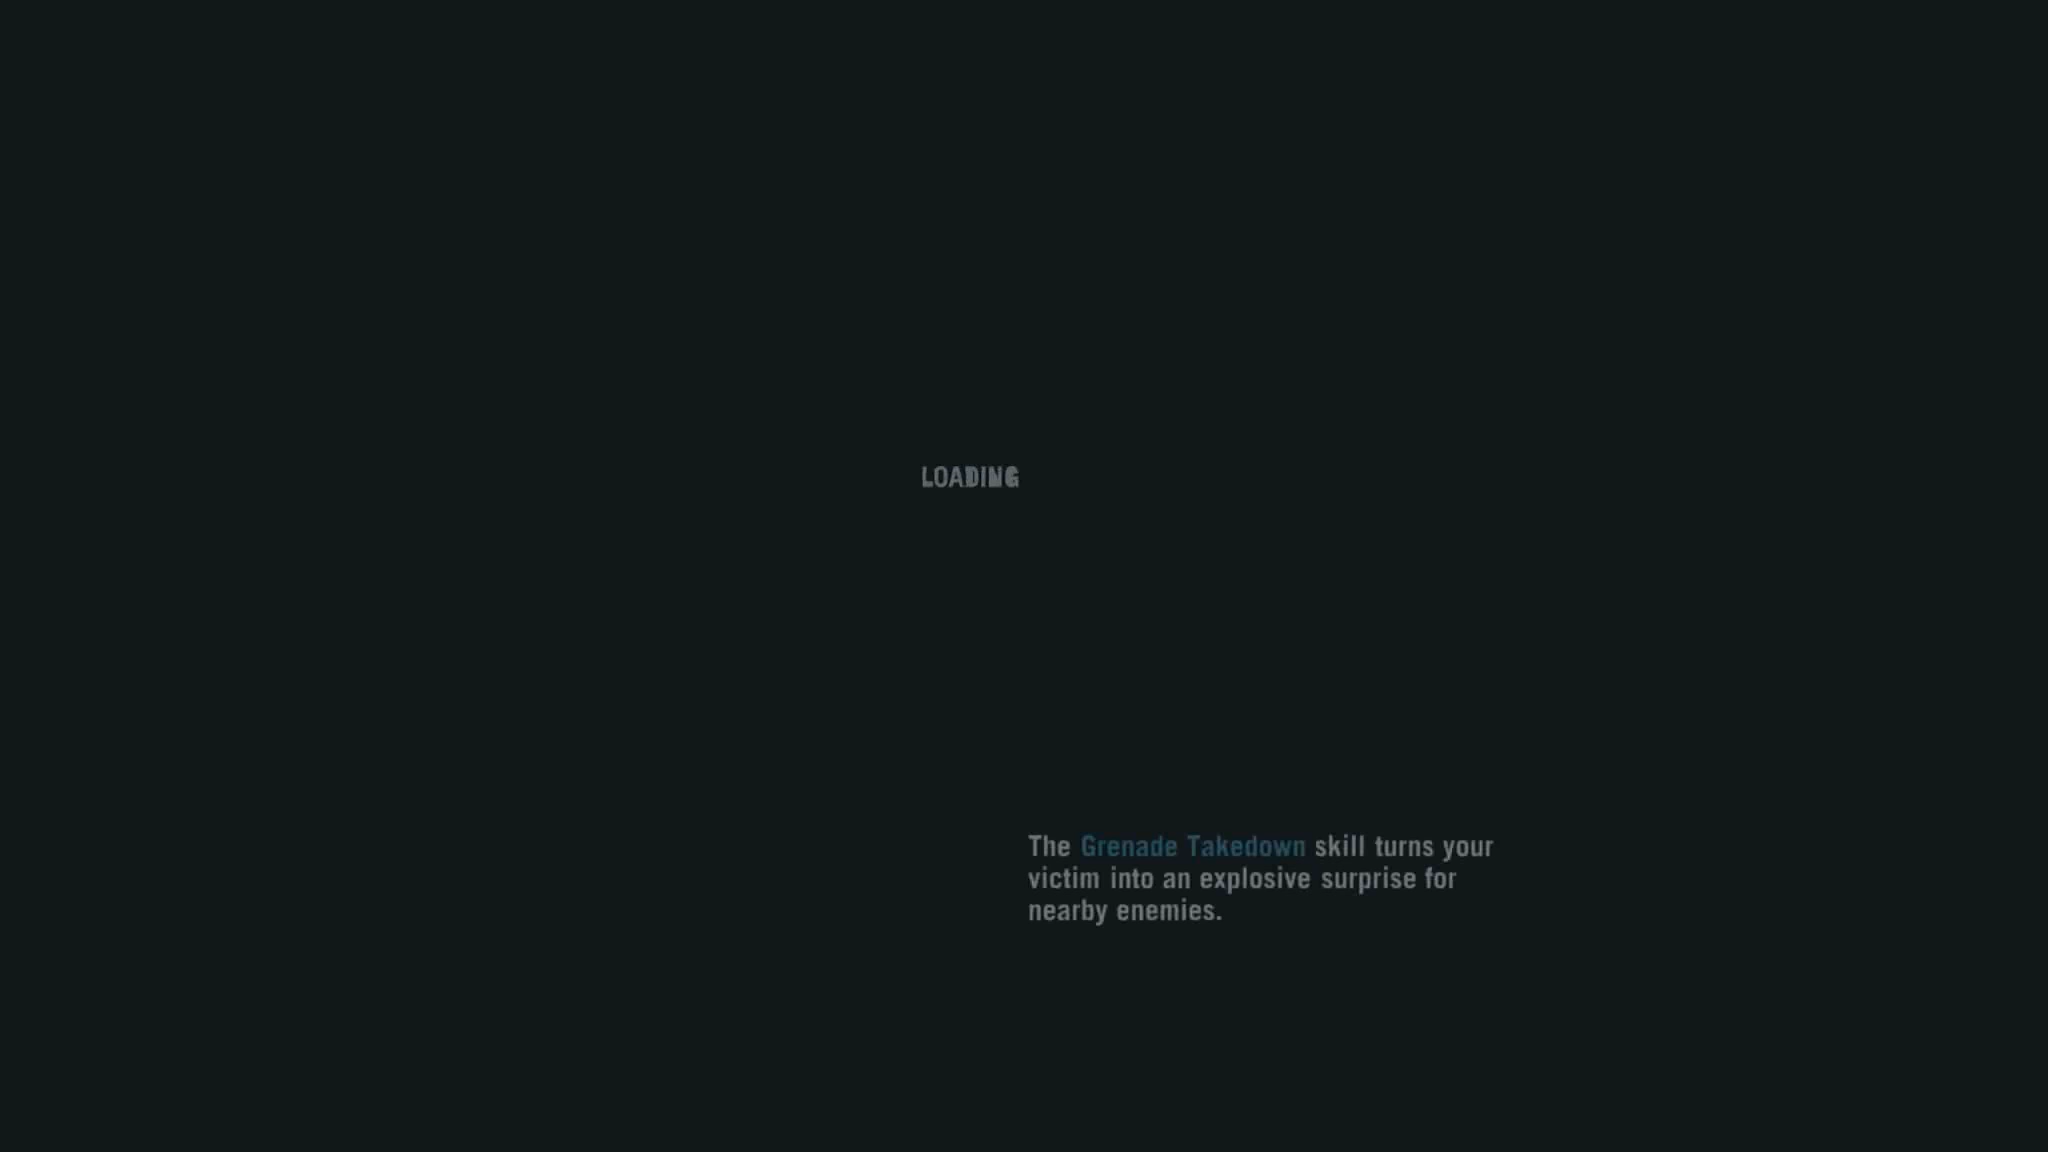 LOADING
The Grenade Takedown skill turns your
victim into an explosive surprise for
nearby enemies.